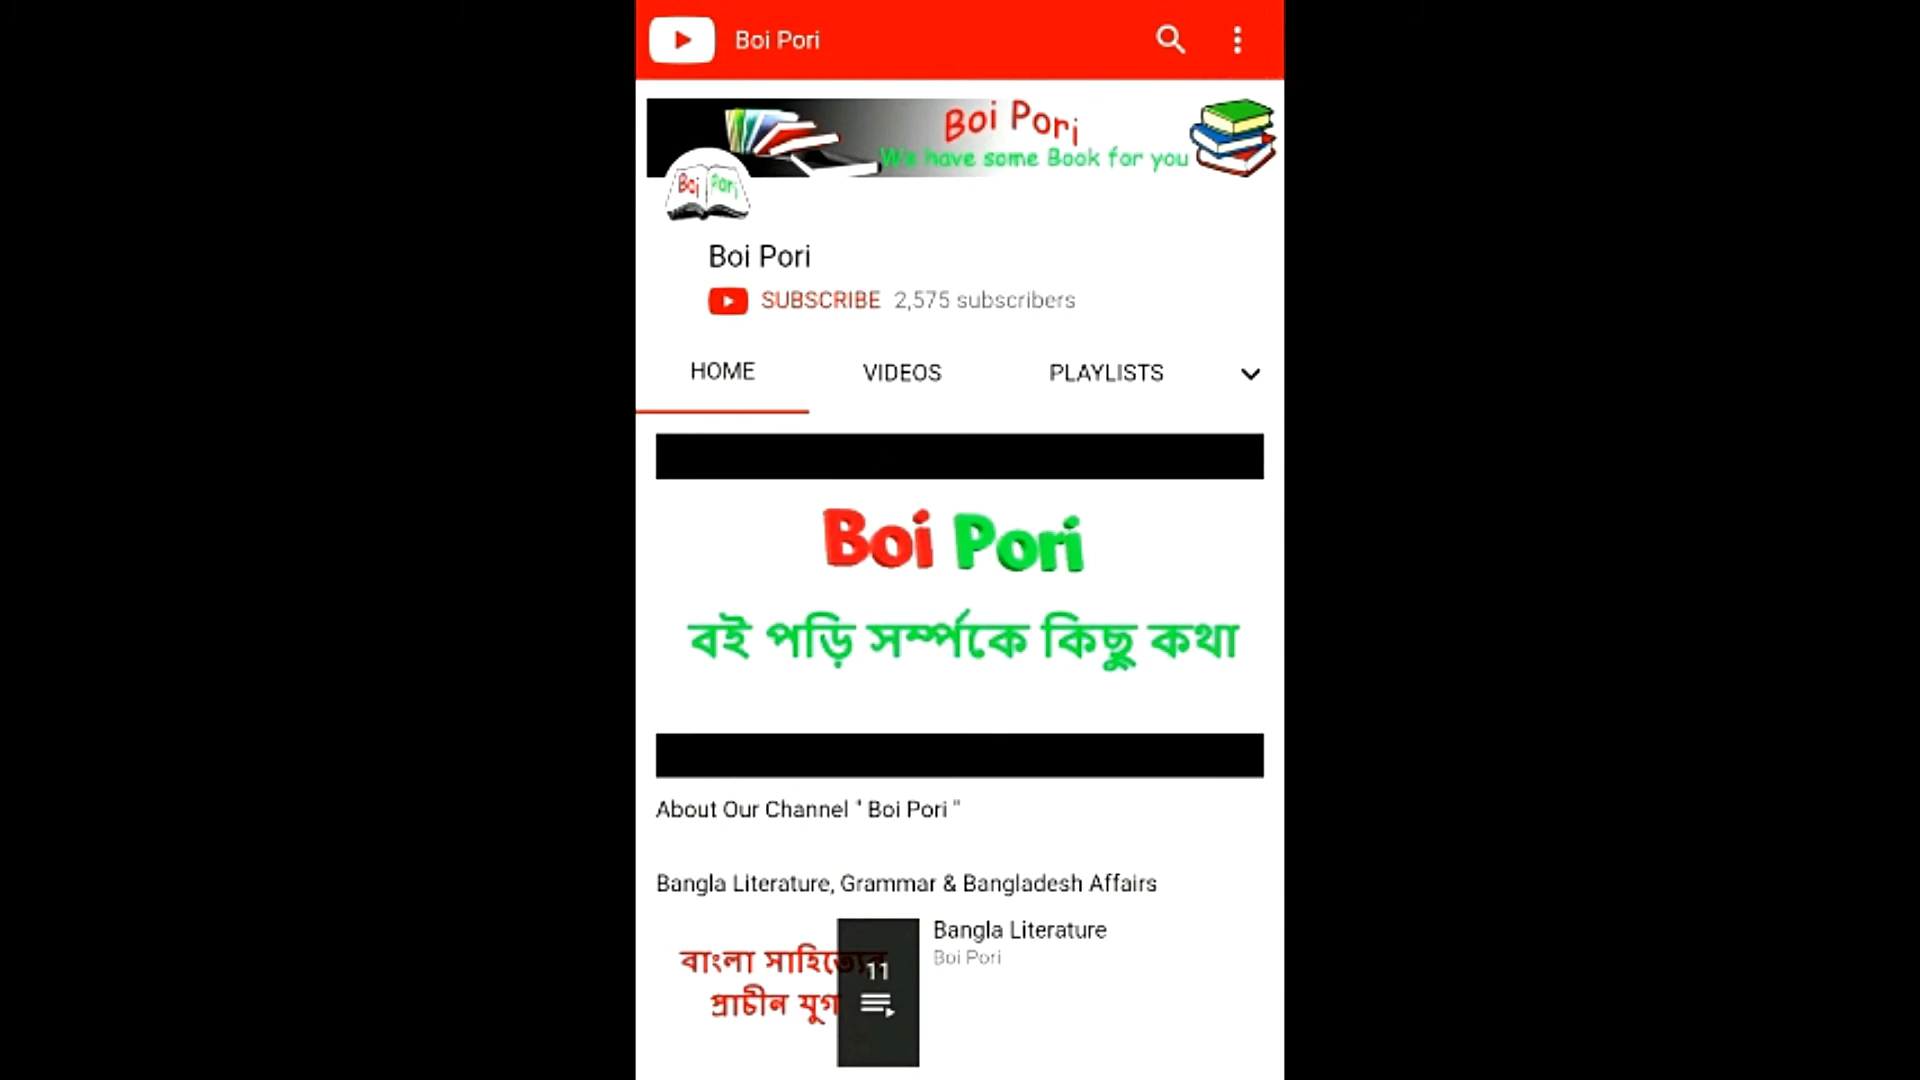 Boi Pori
Boi Pori
We have some Book for you
Boi Pori
Boi Pori
SUBSCRIBE 2,575 subscribers
HOME VIDEOS PLAYLISTS
Boi Pori
বই পড়ি সর্ম্পকে কিছু কথা
About Our Channel " Boi Pori "
Bangla Literature, Grammar & Bangladesh Affairs
বাংলা সাহিত্যের
প্রাচীন যুগ
11
Bangla Literature
Boi Pori